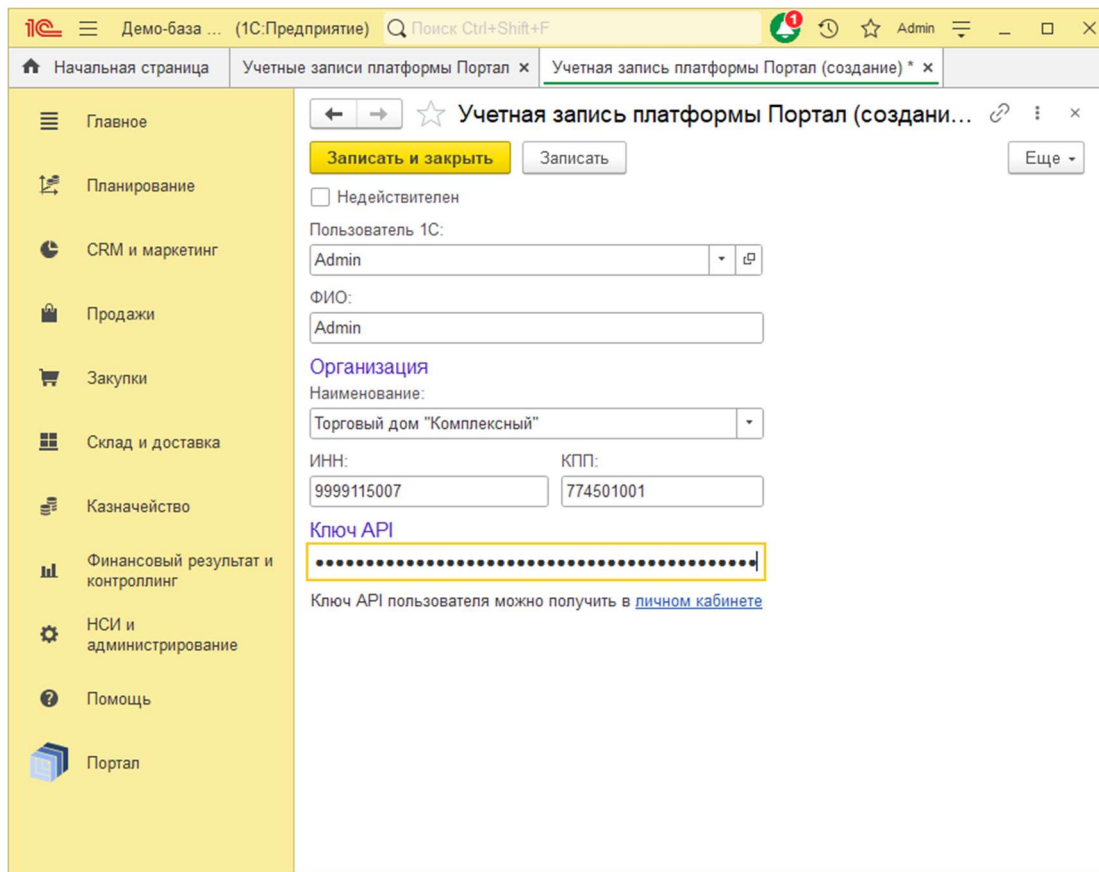 1С Демо-база ... (1С:Предприятие) Поиск Ctrl+Shift+F 1 Admin
Начальная страница Учетные записи платформы Портал × Учетная запись платформы Портал (создание) * ×
Главное
Планирование
CRM и маркетинг
Продажи
Закупки
Склад и доставка
Казначейство
Финансовый результат и
контроллинг
НСИ и
администрирование
Помощь
Портал
Учетная запись платформы Портал (создани...
Записать и закрыть Записать Еще
Недействителен
Пользователь 1С:
Admin
ФИО:
Admin
Организация
Наименование:
Торговый дом "Комплексный"
ИНН: КПП:
9999115007 774501001
Ключ API
Ключ API пользователя можно получить в личном кабинете